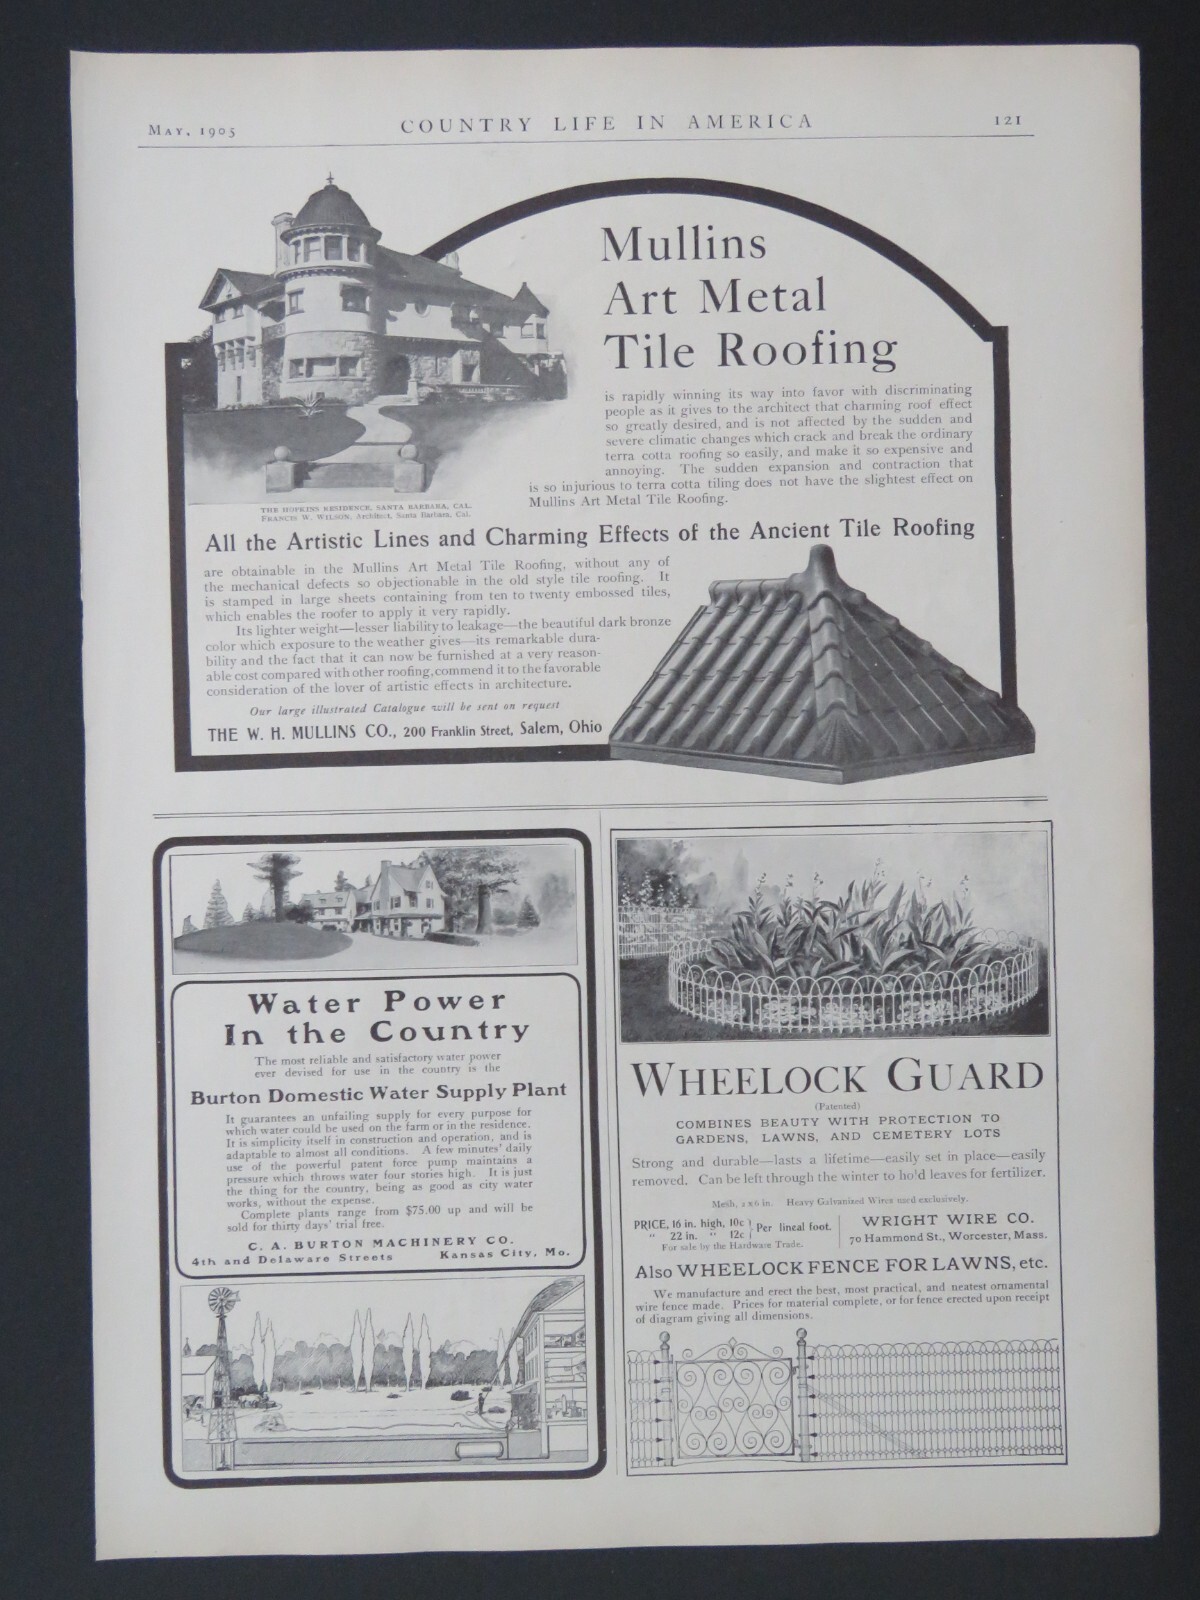 May, 1905
COUNTRY LIFE IN AMERICA
121
Mullins
Art Metal
Tile Roofing
is rapidly winning its way into favor with discriminating
people as it gives to the architect that charming roof effect
so greatly desired, and is not affected by the sudden and
severe climatic changes which crack and break the ordinary
terra cotta roofing so easily, and make it so expensive and
annoying. The sudden expansion and contraction that
is so injurious to terra cotta tiling does not have the slightest effect on
Mullins Art Metal Tile Roofing.
THE HOPKINS RESIDENCE, SANTA BARBARA, CAL.
FRANCIS W. WILSON, Architect, Santa Barbara, Cal.
All the Artistic Lines and Charming Effects of the Ancient Tile Roofing
are obtainable in the Mullins Art Metal Tile Roofing, without any of
the mechanical defects so objectionable in the old style tile roofing. It
is stamped in large sheets containing from ten to twenty embossed tiles,
which enables the roofer to apply it very rapidly.
Its lighter weight—lesser liability to leakage—the beautiful dark bronze
color which exposure to the weather gives—its remarkable dura-
bility and the fact that it can now be furnished at a very reason-
able cost compared with other roofing, commend it to the favorable
consideration of the lover of artistic effects in architecture.
Our large illustrated Catalogue will be sent on request
THE W. H. MULLINS CO., 200 Franklin Street, Salem, Ohio
Water Power
In the Country
The most reliable and satisfactory water power
ever devised for use in the country is the
Burton Domestic Water Supply Plant
It guarantees an unfailing supply for every purpose for
which water could be used on the farm or in the residence.
It is simplicity itself in construction and operation, and is
adaptable to almost all conditions. A few minutes' daily
use of the powerful patent force pump maintains a
pressure which throws water four stories high. It is just
the thing for the country, being as good as city water
works, without the expense.
Complete plants range from $75.00 up and will be
sold for thirty days' trial free.
C. A. BURTON MACHINERY CO.
4th and Delaware Streets Kansas City, Mo.
WHEELOCK GUARD
(Patented)
COMBINES BEAUTY WITH PROTECTION TO
GARDENS, LAWNS, AND CEMETERY LOTS
Strong and durable—lasts a lifetime—easily set in place—easily
removed. Can be left through the winter to hold leaves for fertilizer.
Mesh, 2 x 6 in. Heavy Galvanized Wires used exclusively.
PRICE, 16 in. high, 10c } Per lineal foot.
" 22 in. " 12c
For sale by the Hardware Trade.
WRIGHT WIRE CO.
70 Hammond St., Worcester, Mass.
Also WHEELOCK FENCE FOR LAWNS, etc.
We manufacture and erect the best, most practical, and neatest ornamental
wire fence made. Prices for material complete, or for fence erected upon receipt
of diagram giving all dimensions.